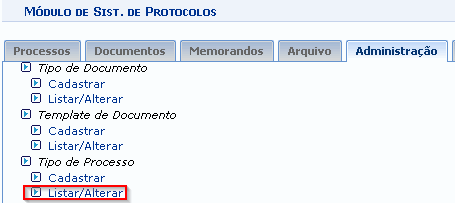 Módulo de Sist. de Protocolos
Processos Documentos Memorandos Arquivo Administração
Tipo de Documento
Cadastrar
Listar/Alterar
Template de Documento
Cadastrar
Listar/Alterar
Tipo de Processo
Cadastrar
Listar/Alterar